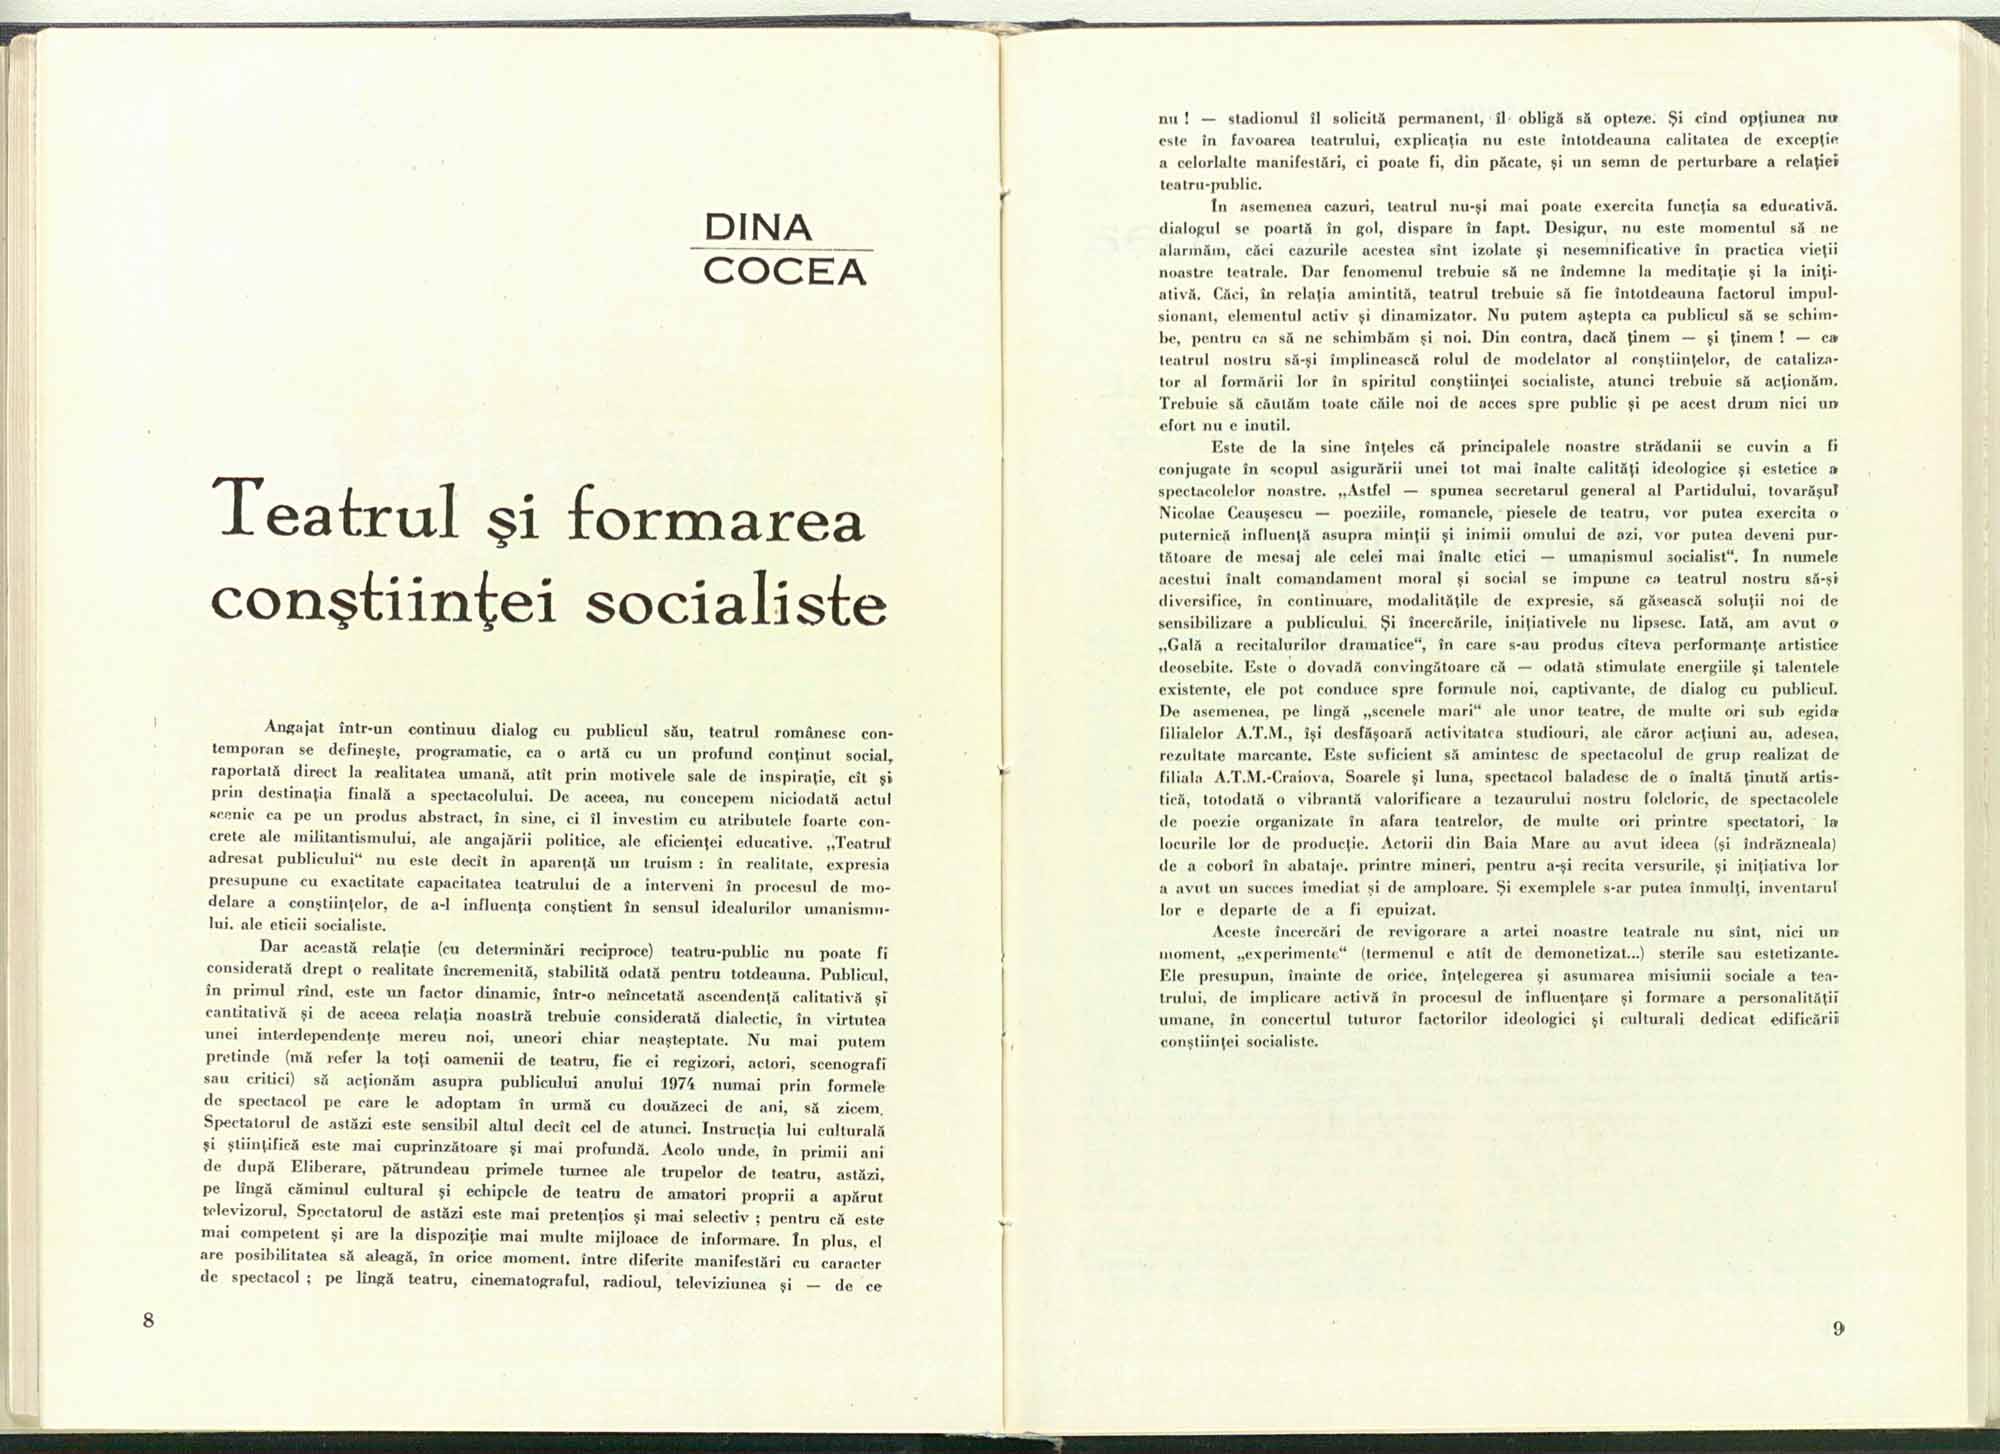 DINA
COCEA
Teatrul şi formarea
conştiinţei socialiste
Angajat într-un continuu dialog cu publicul său, teatrul românesc con-
temporan se defineşte, programatic, ca o artă cu un profund conţinut social,
raportată direct la realitatea umană, atît prin motivele sale de inspiraţie, cît şi
prin destinaţia finală a spectacolului. De aceea, nu concepem niciodată actul
scenic ca pe un produs abstract, în sine, ci îl investim cu atributele foarte con-
crete ale militantismului, ale angajării politice, ale eficienţei educative. „Teatrul
adresat publicului“ nu este decît în aparenţă un truism : în realitate, expresia
presupune cu exactitate capacitatea teatrului de a interveni în procesul de mo-
delare a conştiinţelor, de a-l influenţa conştient în sensul idealurilor umanismu-
lui. ale eticii socialiste.
Dar această relaţie (cu determinări reciproce) teatru-public nu poate fi
considerată drept o realitate încremenită, stabilită odată pentru totdeauna. Publicul,
în primul rînd, este un factor dinamic, într-o neîncetată ascendenţă calitativă şi
cantitativă şi de aceea relaţia noastră trebuie considerată dialectic, în virtutea
unei interdependenţe mereu noi, uneori chiar neaşteptate. Nu mai putem
pretinde (mă refer la toţi oamenii de teatru, fie ei regizori, actori, scenografi
sau critici) să acţionăm asupra publicului anului 1974 numai prin formele
de spectacol pe care le adoptam în urmă cu douăzeci de ani, să zicem.
Spectatorul de astăzi este sensibil altul decît cel de atunci. Instrucţia lui culturală
şi ştiinţifică este mai cuprinzătoare şi mai profundă. Acolo unde, în primii ani
de după Eliberare, pătrundeau primele turnee ale trupelor de teatru, astăzi,
pe lîngă căminul cultural şi echipele de teatru de amatori proprii a apărut
televizorul, Spectatorul de astăzi este mai pretenţios şi mai selectiv ; pentru că este
mai competent şi are la dispoziţie mai multe mijloace de informare. În plus, el
are posibilitatea să aleagă, în orice moment. între diferite manifestări cu caracter
de spectacol ; pe lîngă teatru, cinematograful, radioul, televiziunea şi — de ce
8
nu ! — stadionul îl solicită permanent, îl obligă să opteze. Şi cînd opţiunea nu
este în favoarea teatrului, explicaţia nu este întotdeauna calitatea de excepţie
a celorlalte manifestări, ci poate fi, din păcate, şi un semn de perturbare a relaţiei
teatru-public.
În asemenea cazuri, teatrul nu-şi mai poate exercita funcţia sa educativă.
dialogul se poartă în gol, dispare în fapt. Desigur, nu este momentul să ne
alarmăm, căci cazurile acestea sînt izolate şi nesemnificative în practica vieţii
noastre teatrale. Dar fenomenul trebuie să ne îndemne la meditaţie şi la iniţi-
ativă. Căci, în relaţia amintită, teatrul trebuie să fie întotdeauna factorul impul-
sionant, elementul activ şi dinamizator. Nu putem aştepta ca publicul să se schim-
be, pentru ca să ne schimbăm şi noi. Din contra, dacă ţinem — şi ţinem ! — ca
teatrul nostru să-şi împlinească rolul de modelator al conştiinţelor, de cataliza-
tor al formării lor în spiritul conştiinţei socialiste, atunci trebuie să acţionăm.
Trebuie să căutăm toate căile noi de acces spre public şi pe acest drum nici un
efort nu e inutil.
Este de la sine înţeles că principalele noastre strădanii se cuvin a fi
conjugate în scopul asigurării unei tot mai înalte calităţi ideologice şi estetice a
spectacolelor noastre. „Astfel — spunea secretarul general al Partidului, tovarăşul
Nicolae Ceauşescu — poeziile, romanele, piesele de teatru, vor putea exercita o
puternică influenţă asupra minţii şi inimii omului de azi, vor putea deveni pur-
tătoare de mesaj ale celei mai înalte etici — umanismul socialist“. În numele
acestui înalt comandament moral şi social se impune ca teatrul nostru să-şi
diversifice, în continuare, modalităţile de expresie, să găsească soluţii noi de
sensibilizare a publicului. Şi încercările, iniţiativele nu lipsesc. Iată, am avut o
„Gală a recitalurilor dramatice“, în care s-au produs cîteva performanţe artistice
deosebite. Este o dovadă convingătoare că — odată stimulate energiile şi talentele
existente, ele pot conduce spre formule noi, captivante, de dialog cu publicul.
De asemenea, pe lîngă „scenele mari“ ale unor teatre, de multe ori sub egida
filialelor A.T.M., îşi desfăşoară activitatea studiouri, ale căror acţiuni au, adesea,
rezultate marcante. Este suficient să amintesc de spectacolul de grup realizat de
filiala A.T.M.-Craiova, Soarele şi luna, spectacol baladesc de o înaltă ţinută artis-
tică, totodată o vibrantă valorificare a tezaurului nostru folcloric, de spectacolele
de poezie organizate în afara teatrelor, de multe ori printre spectatori, la
locurile lor de producţie. Actorii din Baia Mare au avut ideea (şi îndrăzneala)
de a coborî în abataje. printre mineri, pentru a-şi recita versurile, şi iniţiativa lor
a avut un succes imediat şi de amploare. Şi exemplele s-ar putea înmulţi, inventarul
lor e departe de a fi epuizat.
Aceste încercări de revigorare a artei noastre teatrale nu sînt, nici un
moment, „experimente“ (termenul e atît de demonetizat...) sterile sau estetizante.
Ele presupun, înainte de orice, înţelegerea şi asumarea misiunii sociale a tea-
trului, de implicare activă în procesul de influenţare şi formare a personalităţii
umane, în concertul tuturor factorilor ideologici şi culturali dedicat edificării
conştiinţei socialiste.
9